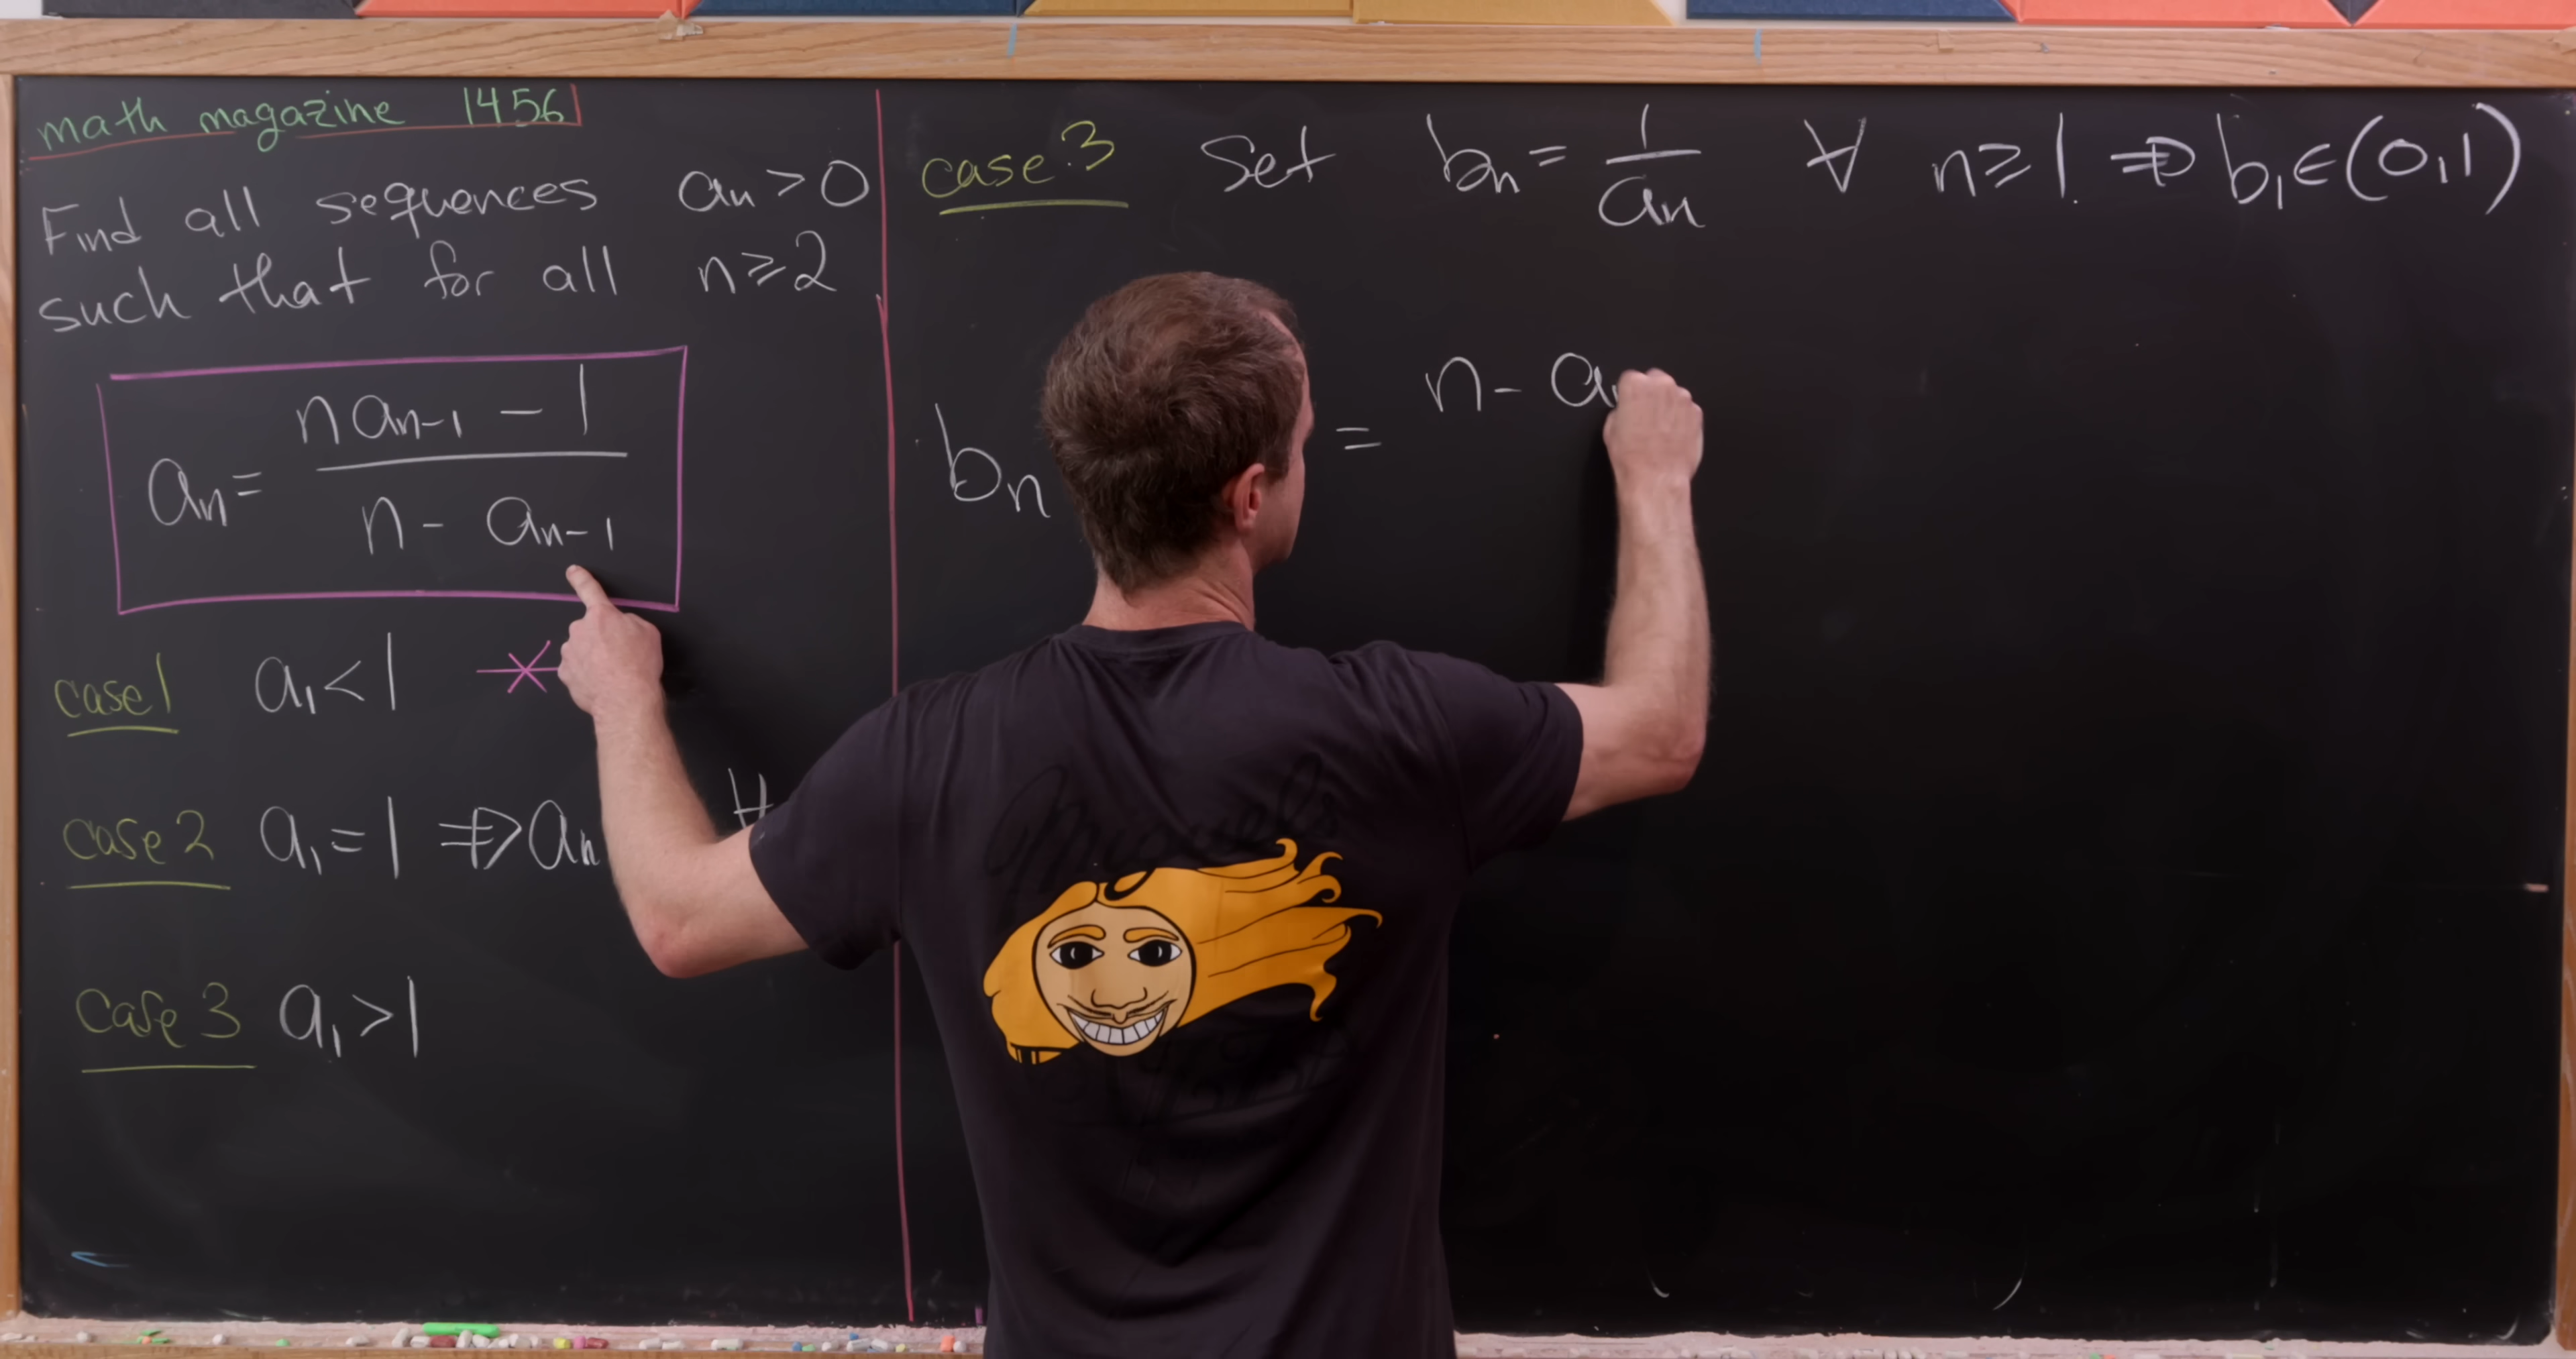 math magazine 1456
Find all sequences aₙ > 0
such that for all n ≥ 2
aₙ = (n aₙ₋₁ − 1) / (n − aₙ₋₁)
case 1 a₁ < 1
case 2 a₁ = 1 ⇒ aₙ ∀
case 3 a₁ > 1
case 3 Set bₙ = 1/aₙ ∀ n ≥ 1. ⇒ b₁ ∈ (0,1)
bₙ = n − a